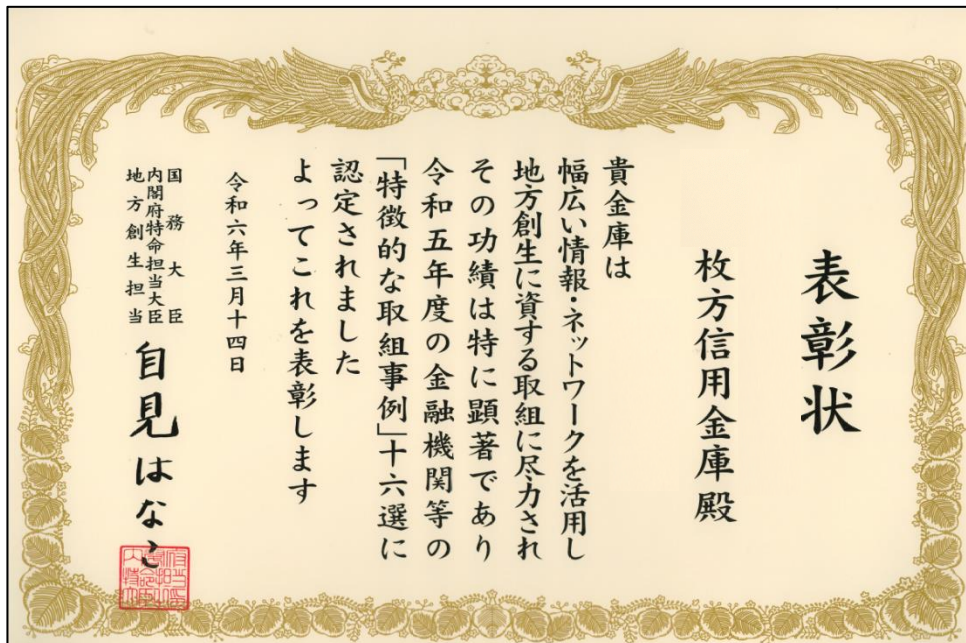 表彰状
枚方信用金庫殿
貴金庫は
幅広い情報・ネットワークを活用し
地方創生に資する取組に尽力され
その功績は特に顕著であり
令和五年度の金融機関等の
「特徴的な取組事例」十六選に
認定されました
よってこれを表彰します
令和六年三月十四日
国務大臣
内閣府特命担当大臣
地方創生担当
自見はなこ